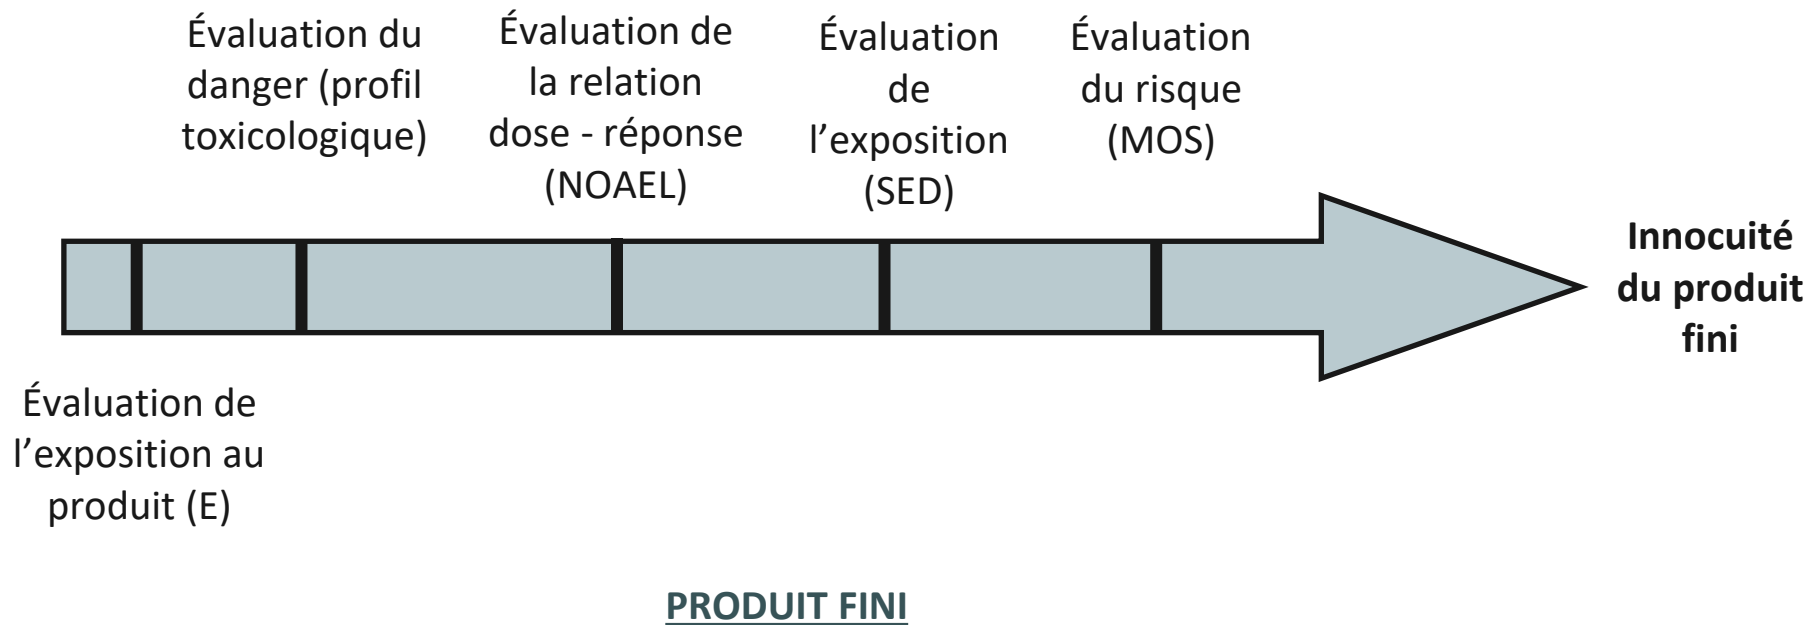 Évaluation du
danger (profil
toxicologique)
Évaluation de
la relation
dose - réponse
(NOAEL)
Évaluation
de
l’exposition
(SED)
Évaluation
du risque
(MOS)
Innocuité
du produit
fini
Évaluation de
l’exposition au
produit (E)
PRODUIT FINI